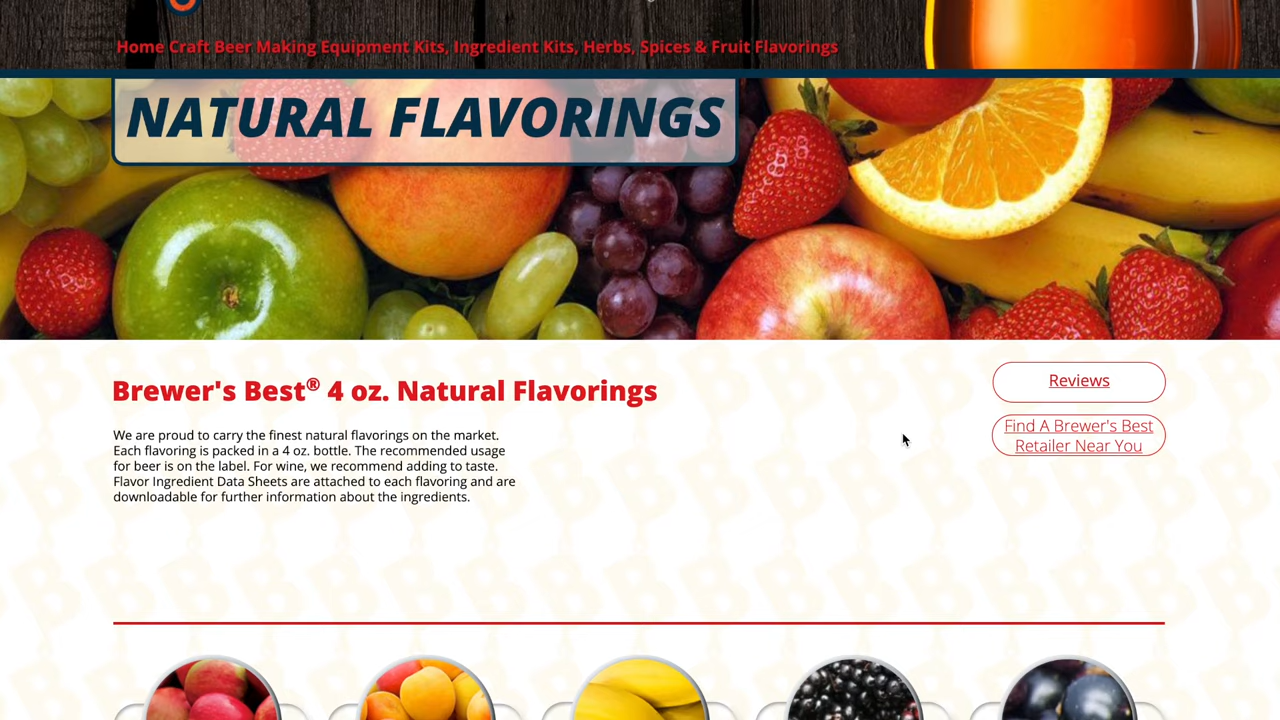 Home Craft Beer Making Equipment Kits, Ingredient Kits, Herbs, Spices & Fruit Flavorings
NATURAL FLAVORINGS
Brewer's Best® 4 oz. Natural Flavorings
We are proud to carry the finest natural flavorings on the market.
Each flavoring is packed in a 4 oz. bottle. The recommended usage
for beer is on the label. For wine, we recommend adding to taste.
Flavor Ingredient Data Sheets are attached to each flavoring and are
downloadable for further information about the ingredients.
Reviews
Find A Brewer's Best
Retailer Near You